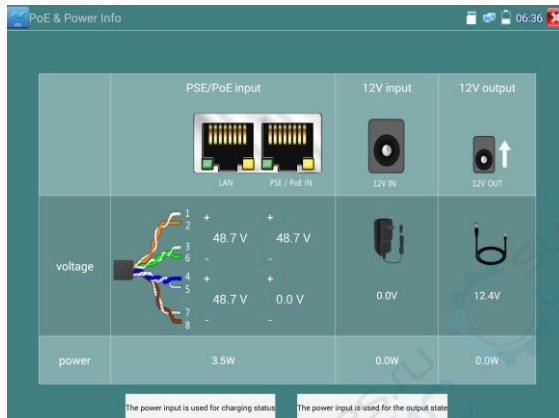 PoE & Power Info
06:36
PSE/PoE input
12V input
12V output
LAN
PSE / PoE IN
12V IN
12V OUT
voltage
1
2
3
6
4
5
7
8
+ +
48.7 V 48.7 V
- -
+ +
48.7 V 0.0 V
- -
0.0V
12.4V
power
3.5W
0.0W
0.0W
The power input is used for charging status
The power input is used for the output state